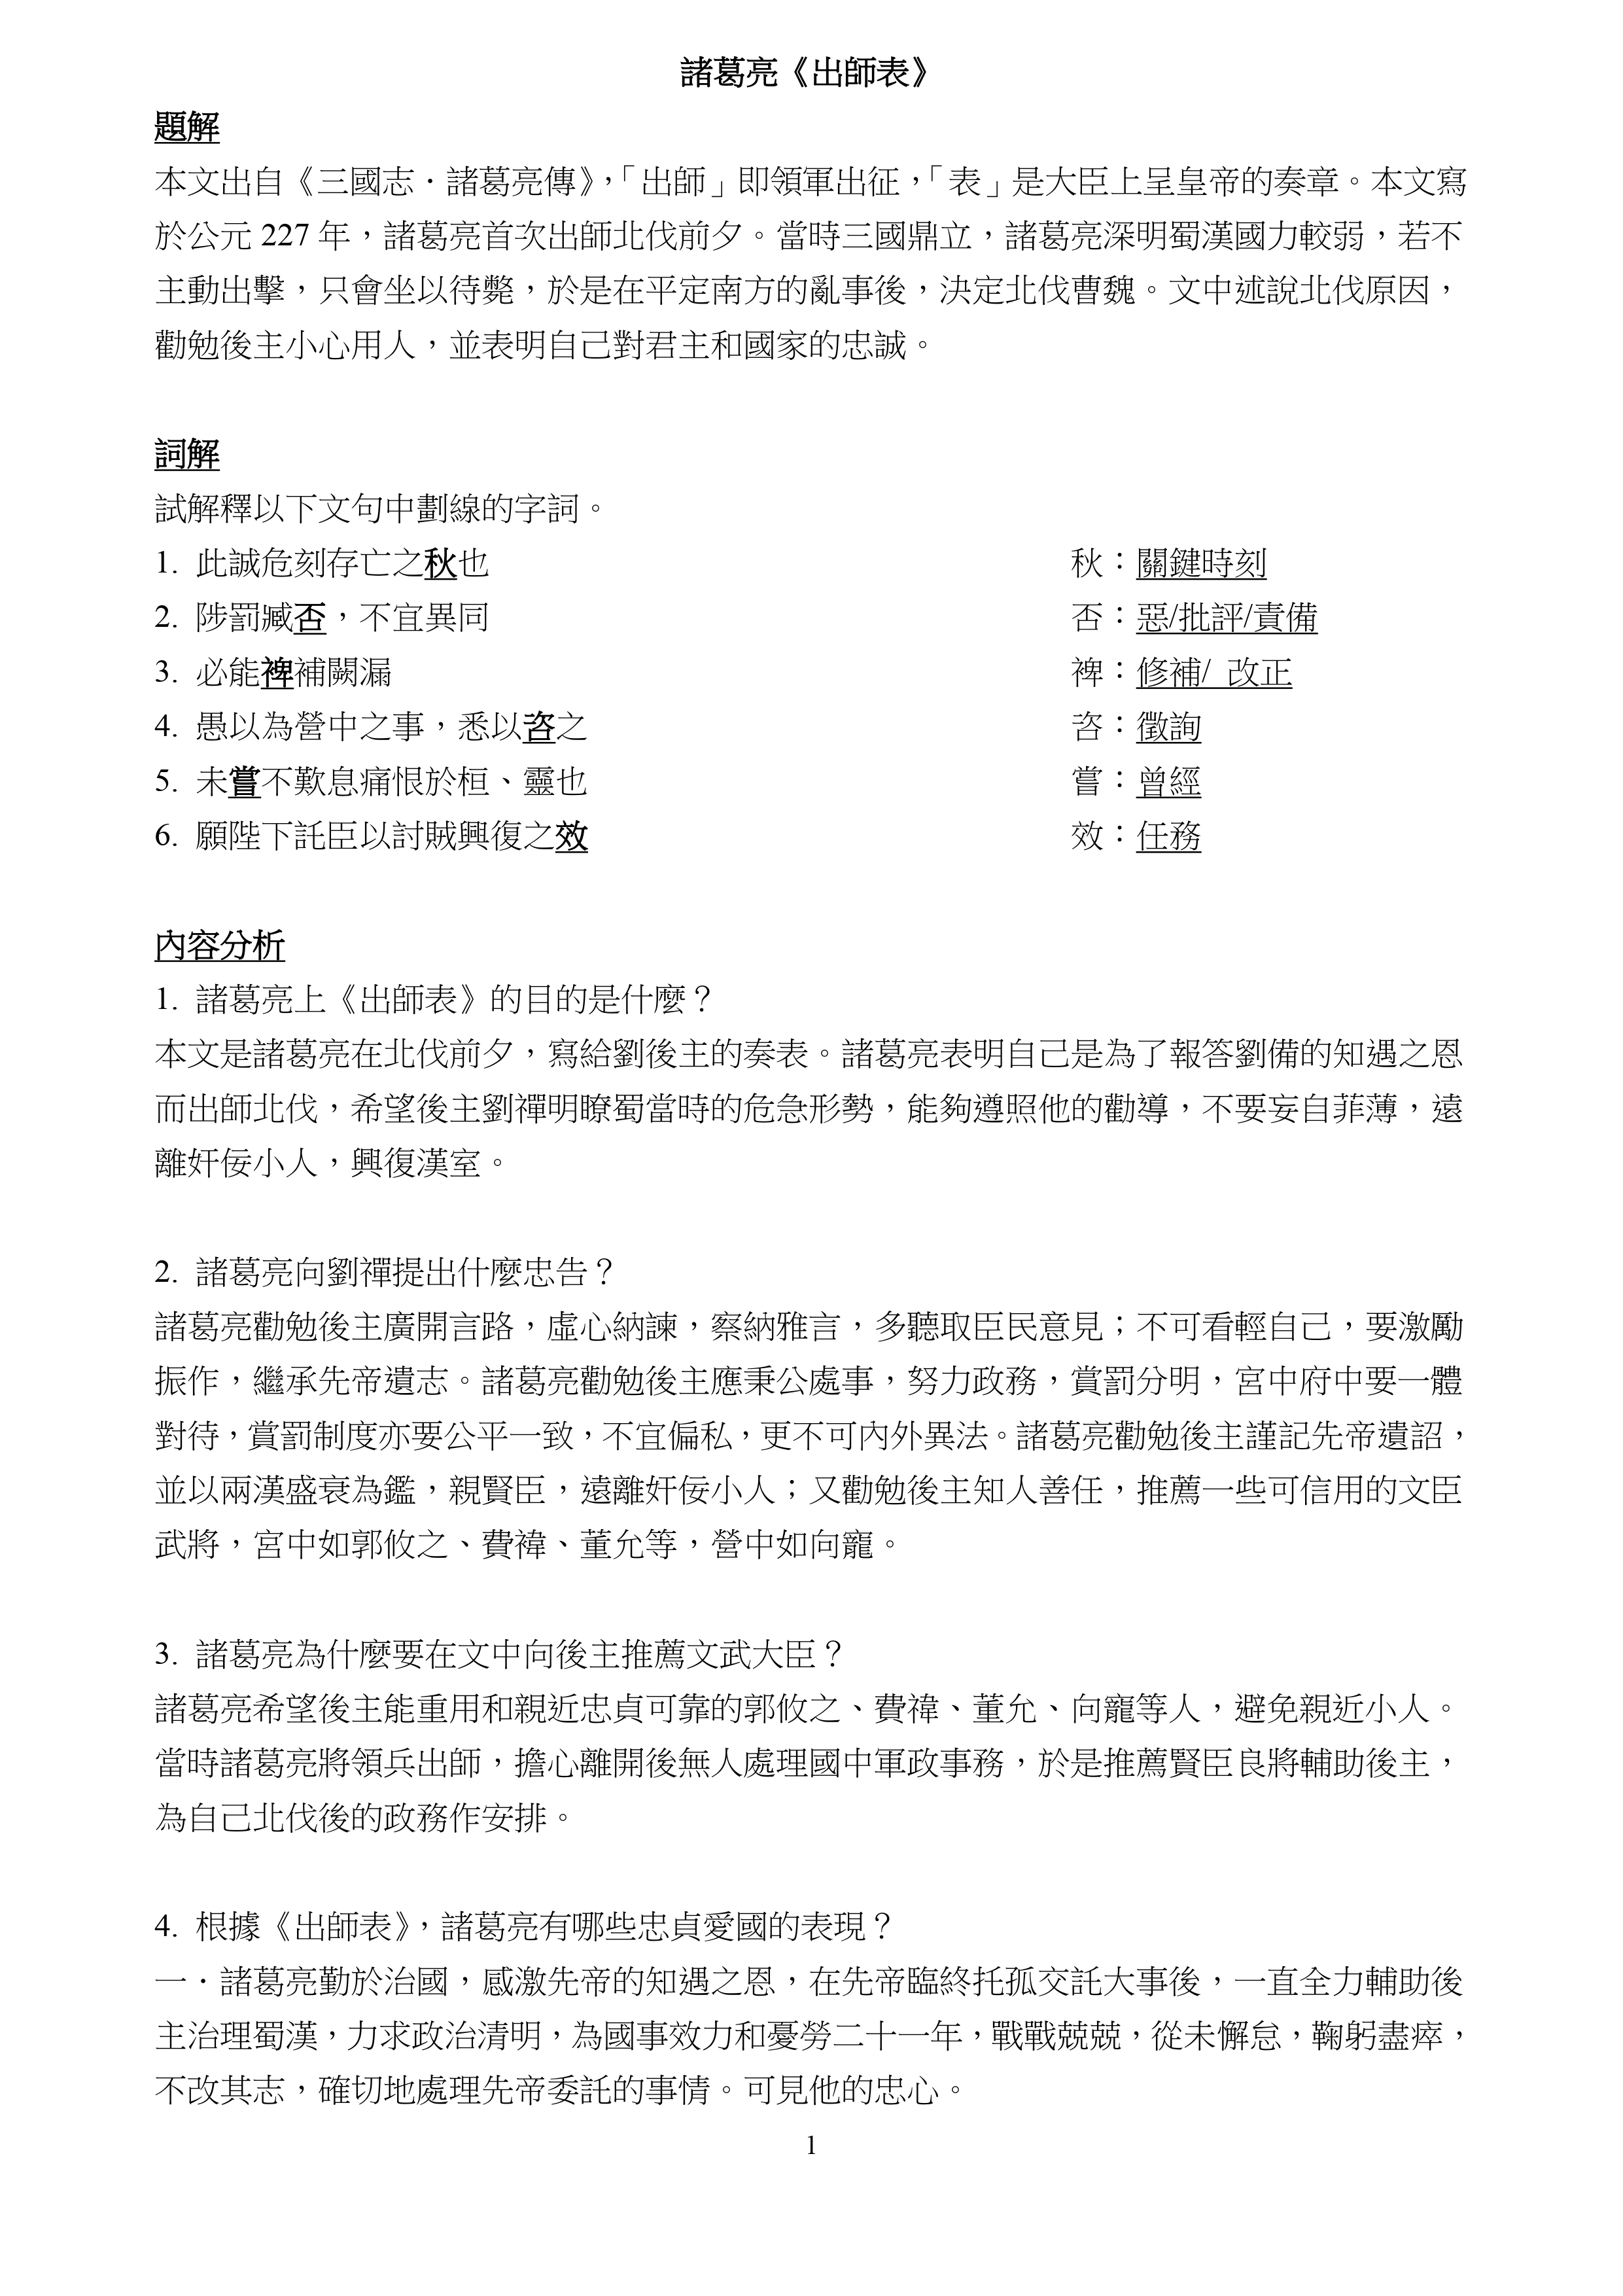 諸葛亮《出師表》
題解
本文出自《三國志．諸葛亮傳》，「出師」即領軍出征，「表」是大臣上呈皇帝的奏章。本文寫
於公元 227 年，諸葛亮首次出師北伐前夕。當時三國鼎立，諸葛亮深明蜀漢國力較弱，若不
主動出擊，只會坐以待斃，於是在平定南方的亂事後，決定北伐曹魏。文中述說北伐原因，
勸勉後主小心用人，並表明自己對君主和國家的忠誠。
詞解
試解釋以下文句中劃線的字詞。
1. 此誠危刻存亡之秋也 秋：關鍵時刻
2. 陟罰臧否，不宜異同 否：惡/批評/責備
3. 必能裨補闕漏 裨：修補/ 改正
4. 愚以為營中之事，悉以咨之 咨：徵詢
5. 未嘗不歎息痛恨於桓、靈也 嘗：曾經
6. 願陛下託臣以討賊興復之效 效：任務
內容分析
1. 諸葛亮上《出師表》的目的是什麼？
本文是諸葛亮在北伐前夕，寫給劉後主的奏表。諸葛亮表明自己是為了報答劉備的知遇之恩
而出師北伐，希望後主劉禪明瞭蜀當時的危急形勢，能夠遵照他的勸導，不要妄自菲薄，遠
離奸佞小人，興復漢室。
2. 諸葛亮向劉禪提出什麼忠告？
諸葛亮勸勉後主廣開言路，虛心納諫，察納雅言，多聽取臣民意見；不可看輕自己，要激勵
振作，繼承先帝遺志。諸葛亮勸勉後主應秉公處事，努力政務，賞罰分明，宮中府中要一體
對待，賞罰制度亦要公平一致，不宜偏私，更不可內外異法。諸葛亮勸勉後主謹記先帝遺詔，
並以兩漢盛衰為鑑，親賢臣，遠離奸佞小人；又勸勉後主知人善任，推薦一些可信用的文臣
武將，宮中如郭攸之、費禕、董允等，營中如向寵。
3. 諸葛亮為什麼要在文中向後主推薦文武大臣？
諸葛亮希望後主能重用和親近忠貞可靠的郭攸之、費禕、董允、向寵等人，避免親近小人。
當時諸葛亮將領兵出師，擔心離開後無人處理國中軍政事務，於是推薦賢臣良將輔助後主，
為自己北伐後的政務作安排。
4. 根據《出師表》，諸葛亮有哪些忠貞愛國的表現？
一．諸葛亮勤於治國，感激先帝的知遇之恩，在先帝臨終托孤交託大事後，一直全力輔助後
主治理蜀漢，力求政治清明，為國事效力和憂勞二十一年，戰戰兢兢，從未懈怠，鞠躬盡瘁，
不改其志，確切地處理先帝委託的事情。可見他的忠心。
1